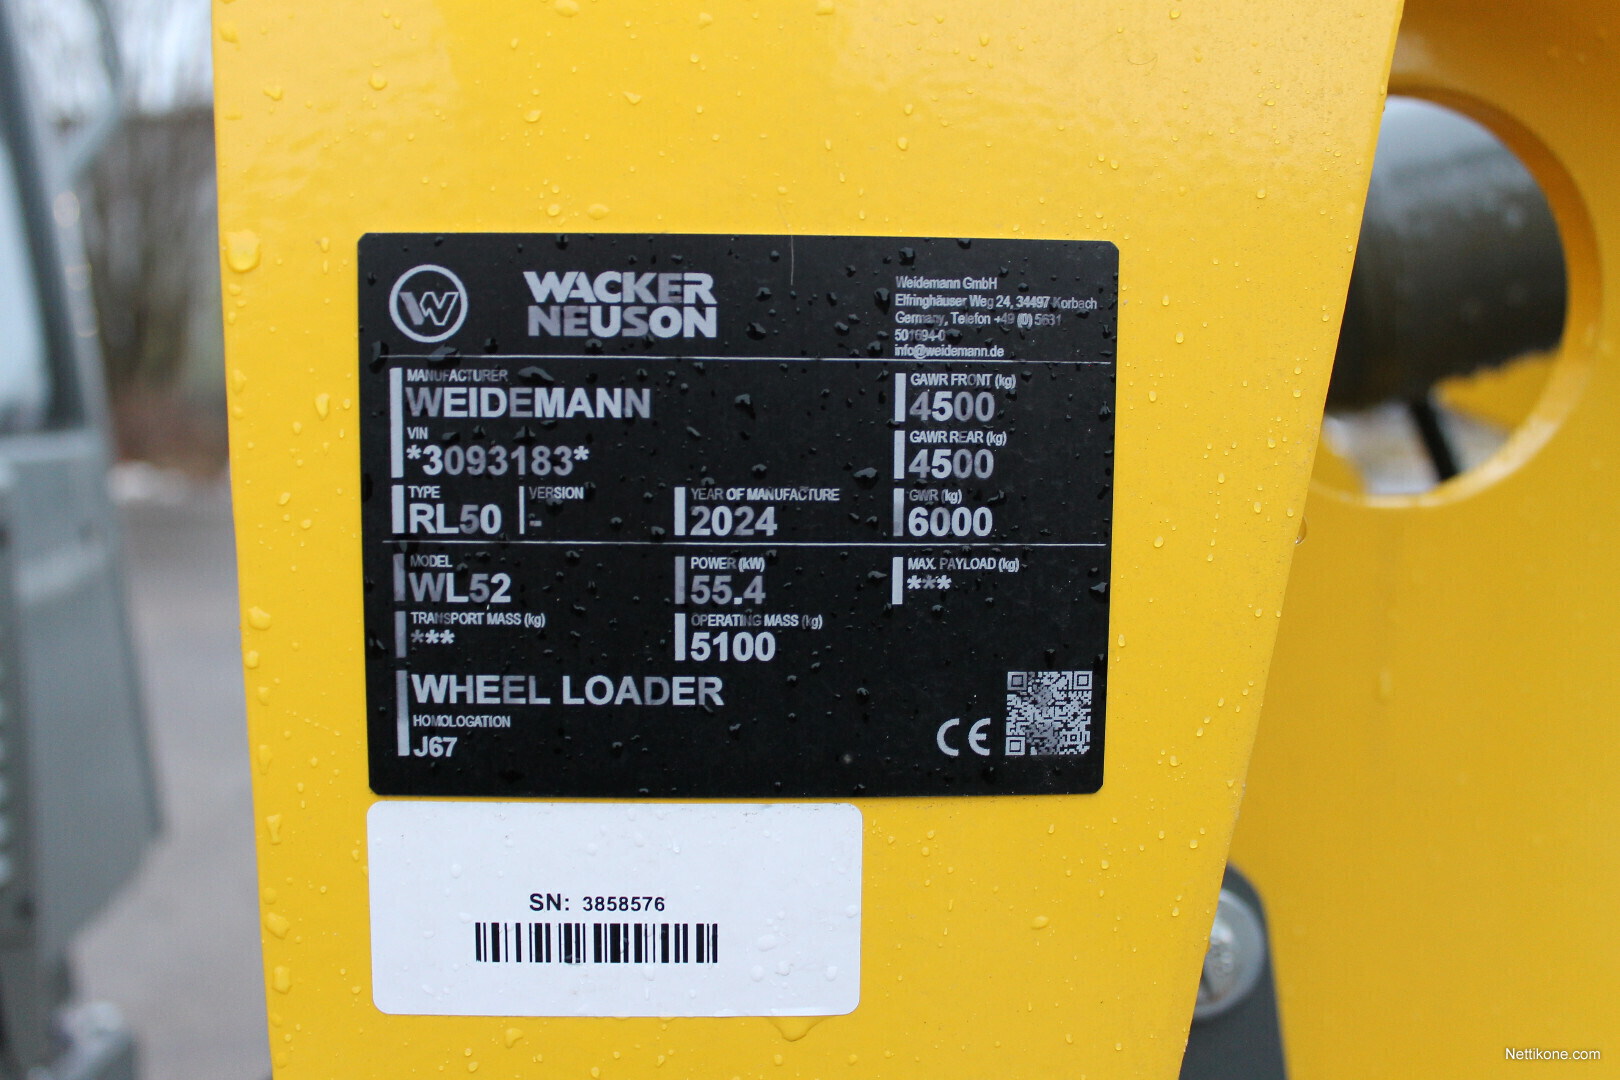 W
WACKER
NEUSON
Weidemann GmbH
Elfringhäuser Weg 24, 34497 Korbach
Germany, Telefon +49 (0) 5631
501694-0
info@weidemann.de
MANUFACTURER
WEIDEMANN
VIN
*3093183*
GAWR FRONT (kg)
4500
GAWR REAR (kg)
4500
TYPE
RL50
VERSION
-
YEAR OF MANUFACTURE
2024
GWR (kg)
6000
MODEL
WL52
POWER (kW)
55.4
MAX. PAYLOAD (kg)
***
TRANSPORT MASS (kg)
***
OPERATING MASS (kg)
5100
WHEEL LOADER
HOMOLOGATION
J67
CE
SN: 3858576
Nettikone.com